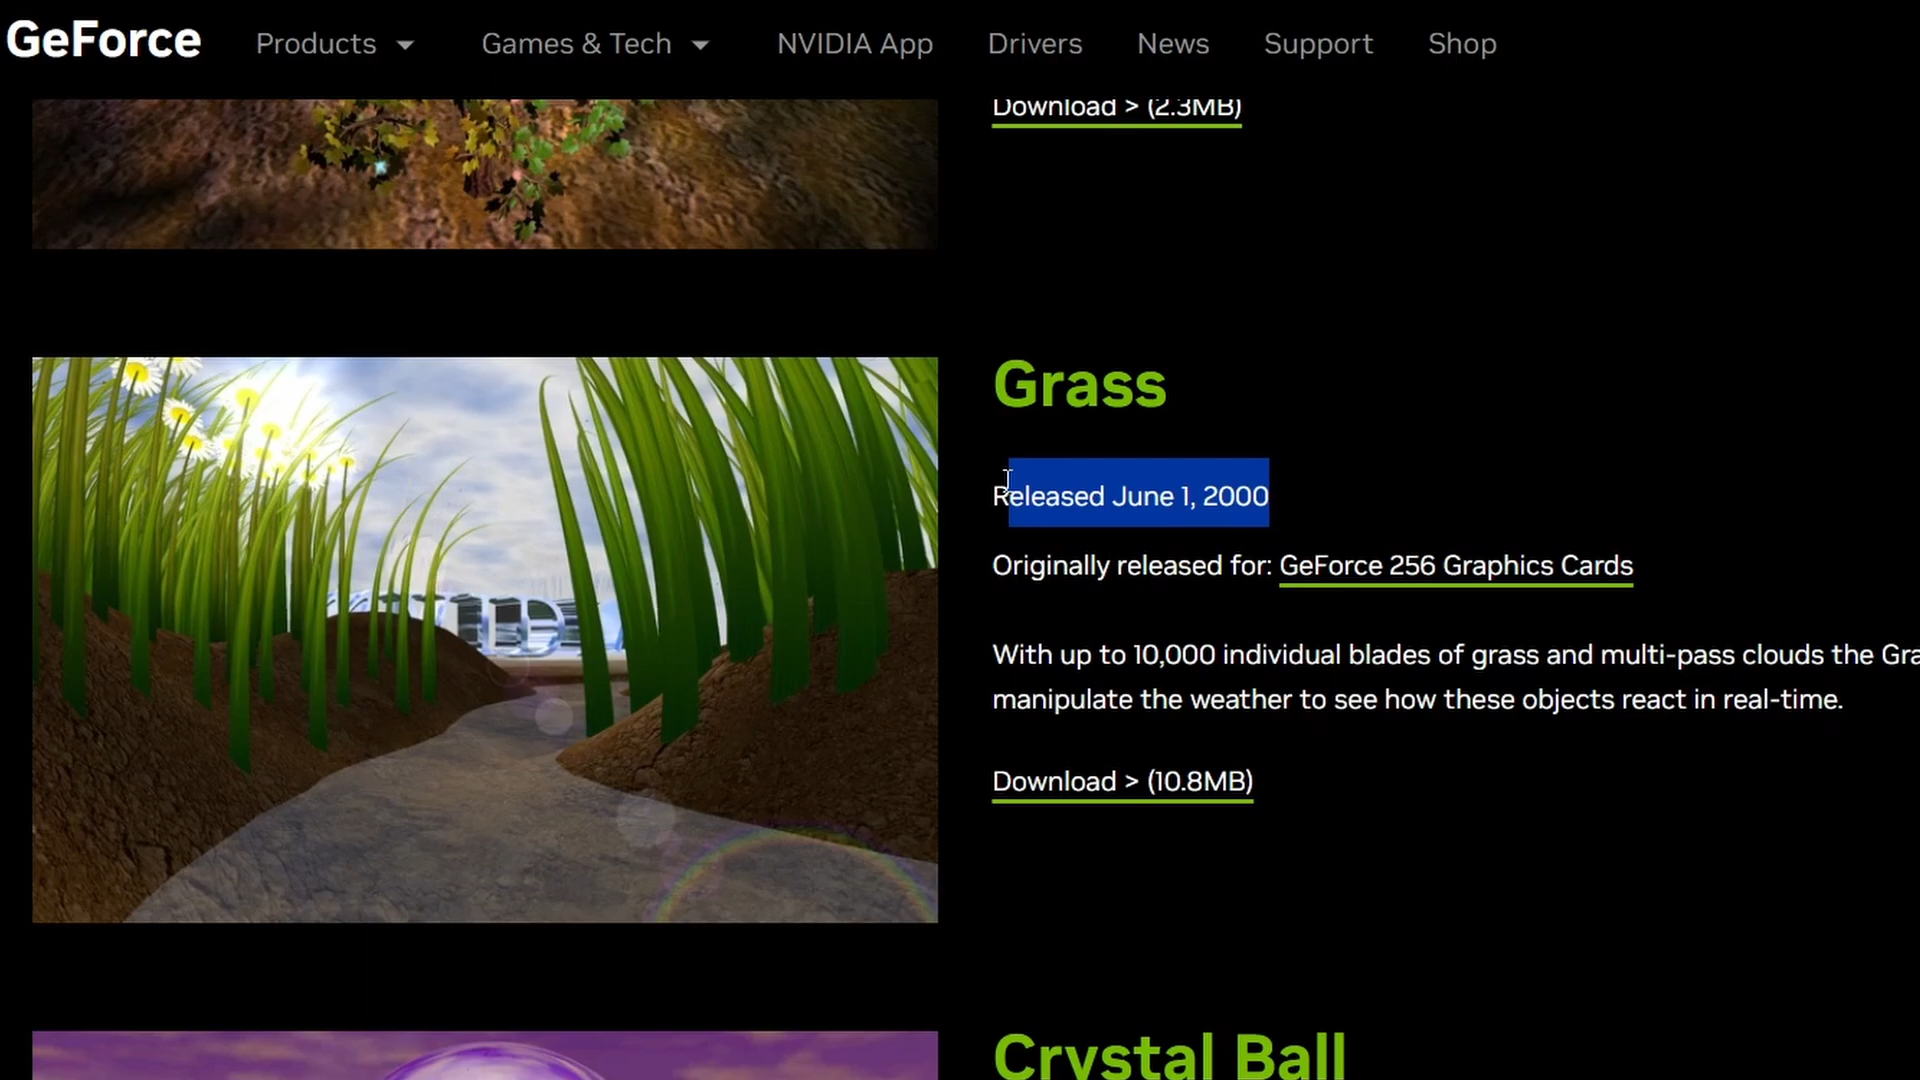 GeForce Products Games & Tech NVIDIA App Drivers News Support Shop
Download > (2.3MB)
Grass
Released June 1, 2000
Originally released for: GeForce 256 Graphics Cards
With up to 10,000 individual blades of grass and multi-pass clouds the Gra
manipulate the weather to see how these objects react in real-time.
Download > (10.8MB)
Crystal Ball